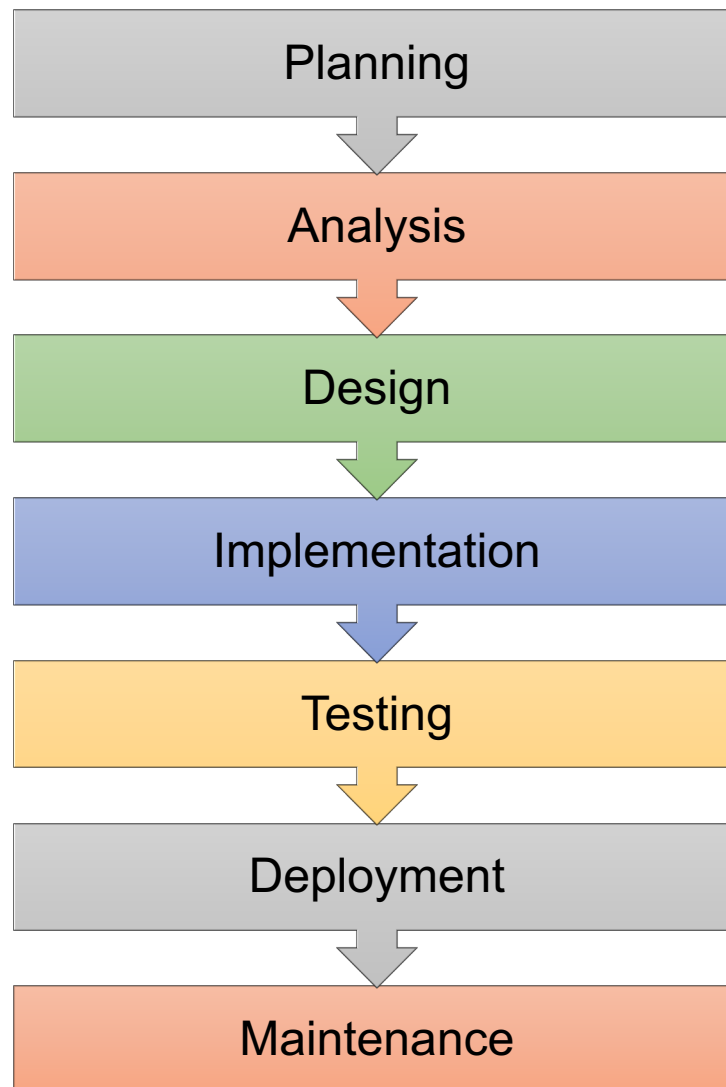 Planning
Analysis
Design
Implementation
Testing
Deployment
Maintenance